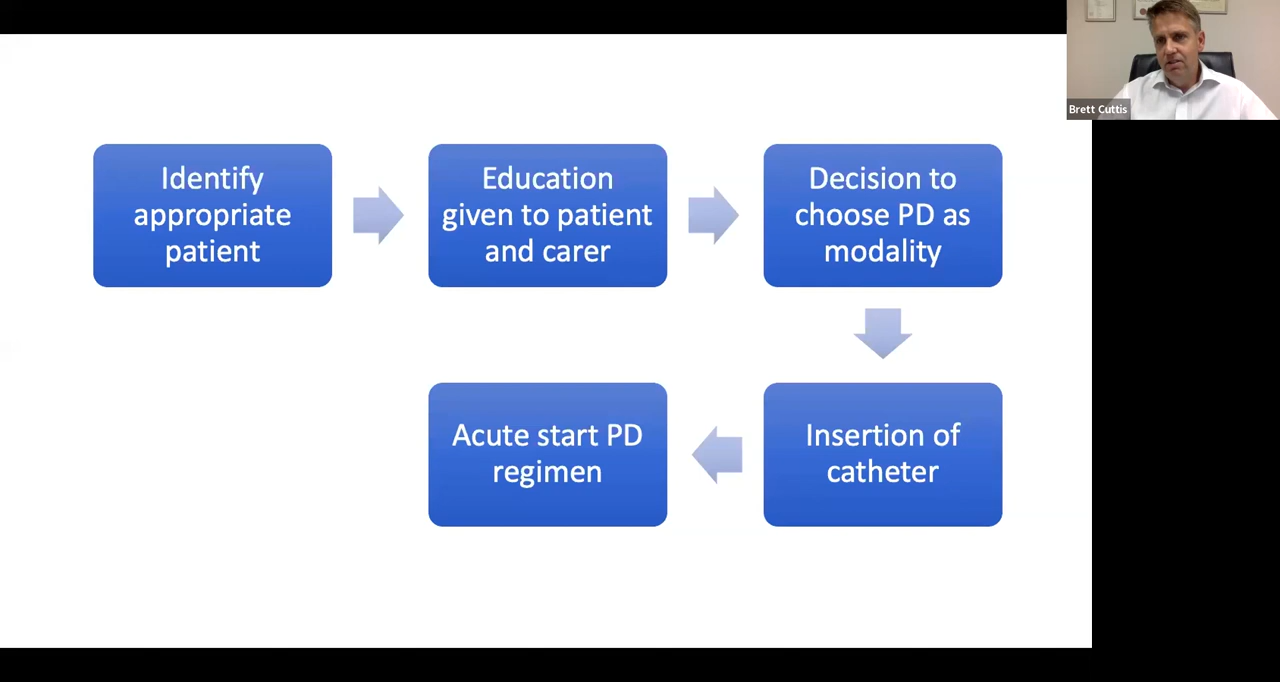 Brett Cuttis
Identify
appropriate
patient
Education
given to patient
and carer
Decision to
choose PD as
modality
Insertion of
catheter
Acute start PD
regimen